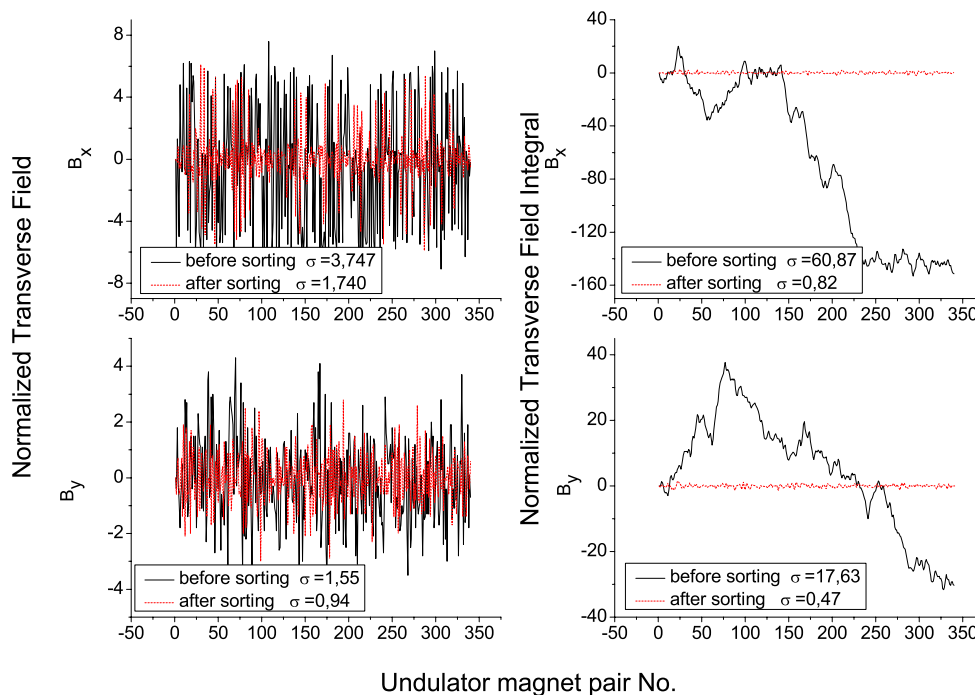 Normalized Transverse Field
B_x
8
4
0
-4
-8
before sorting σ=3,747
after sorting σ=1,740
-50 0 50 100 150 200 250 300 350
Normalized Transverse Field Integral
B_x
40
0
-40
-80
-120
-160
before sorting σ=60,87
after sorting σ=0,82
-50 0 50 100 150 200 250 300 350
B_y
4
2
0
-2
-4
before sorting σ=1,55
after sorting σ=0,94
-50 0 50 100 150 200 250 300 350
B_y
40
20
0
-20
-40
before sorting σ=17,63
after sorting σ=0,47
-50 0 50 100 150 200 250 300 350
Undulator magnet pair No.